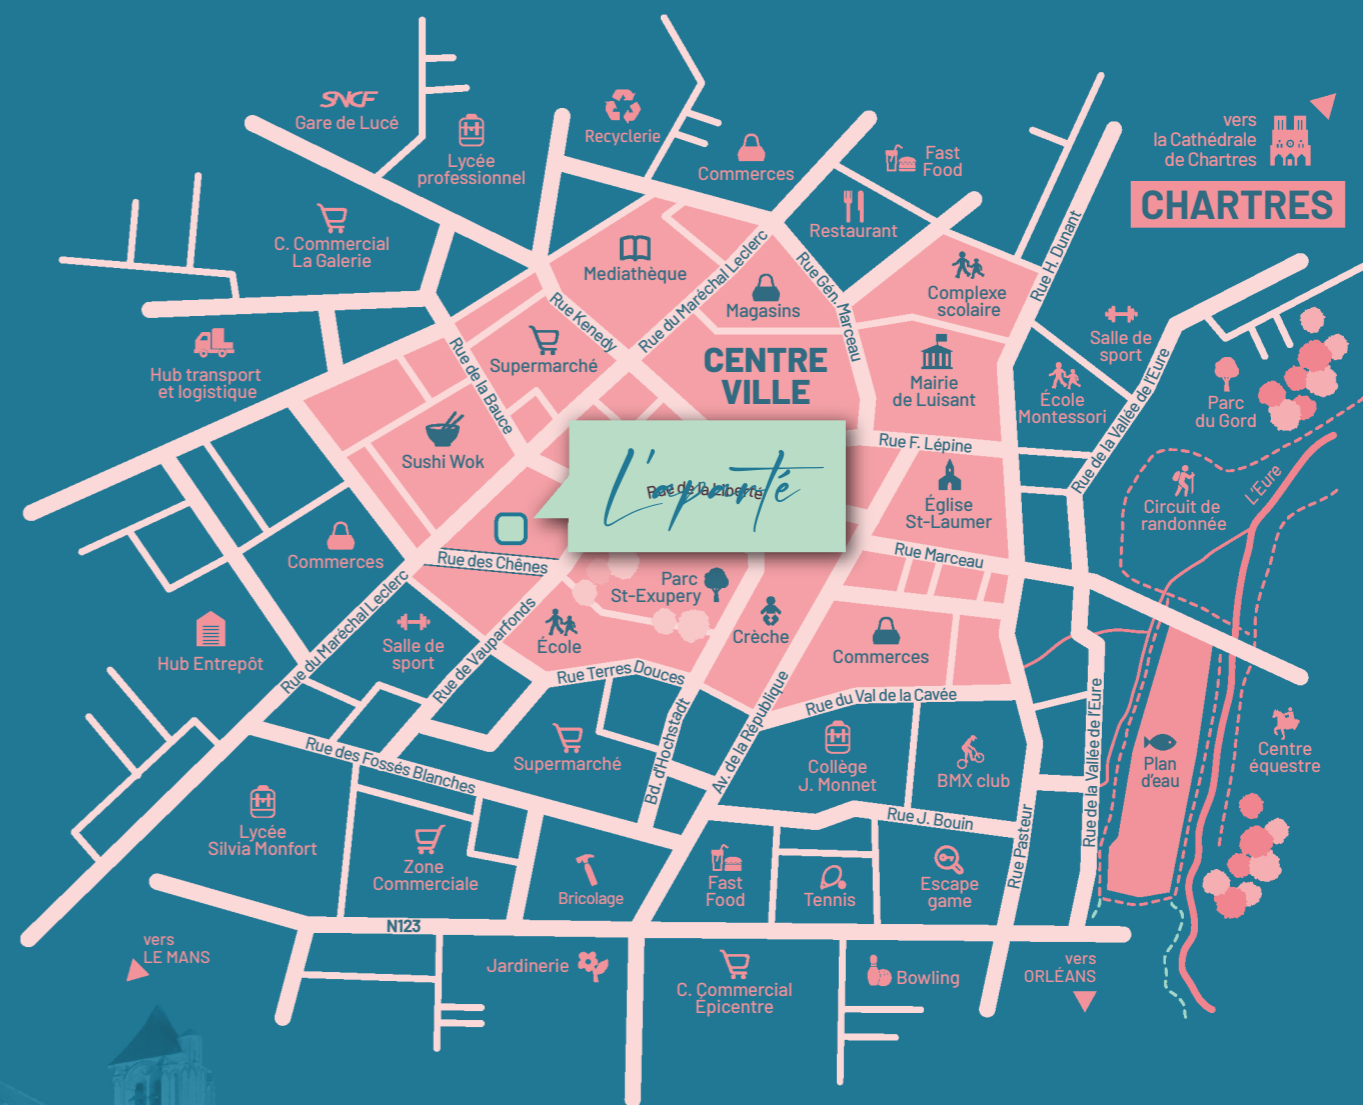 SNCF
Gare de Lucé
Lycée
professionnel
Recyclerie
Commerces
Fast
Food
vers
la Cathédrale
de Chartres
CHARTRES
C. Commercial
La Galerie
Mediathèque
Rue du Maréchal Leclerc
Restaurant
Rue Gén. Marceau
Complexe
scolaire
Rue H. Dunant
Magasins
Rue Kenedy
Hub transport
et logistique
Rue de la Bauce
Supermarché
CENTRE
VILLE
Mairie
de Luisant
Salle de
sport
École
Montessori
Rue de la Vallée de l'Eure
Parc
du Gord
Sushi Wok
Rue F. Lépine
L'aparté
Rue de la Liberté
Église
St-Laumer
Circuit de
randonnée
L'Eure
Commerces
Rue des Chênes
Rue Marceau
Parc
St-Exupery
Rue du Maréchal Leclerc
Hub Entrepôt
Salle de
sport
Rue de Vauparfonds
École
Crèche
Commerces
Rue Terres Douces
Rue du Val de la Cavée
Rue des Fossés Blanches
Supermarché
Bd. d'Hochstadt
Av. de la République
Collège
J. Monnet
BMX club
Rue de la Vallée de l'Eure
Plan
d'eau
Centre
équestre
Lycée
Silvia Monfort
Zone
Commerciale
Bricolage
Fast
Food
Tennis
Rue J. Bouin
Escape
game
Rue Pasteur
N123
vers
LE MANS
Jardinerie
C. Commercial
Épicentre
Bowling
vers
ORLÉANS